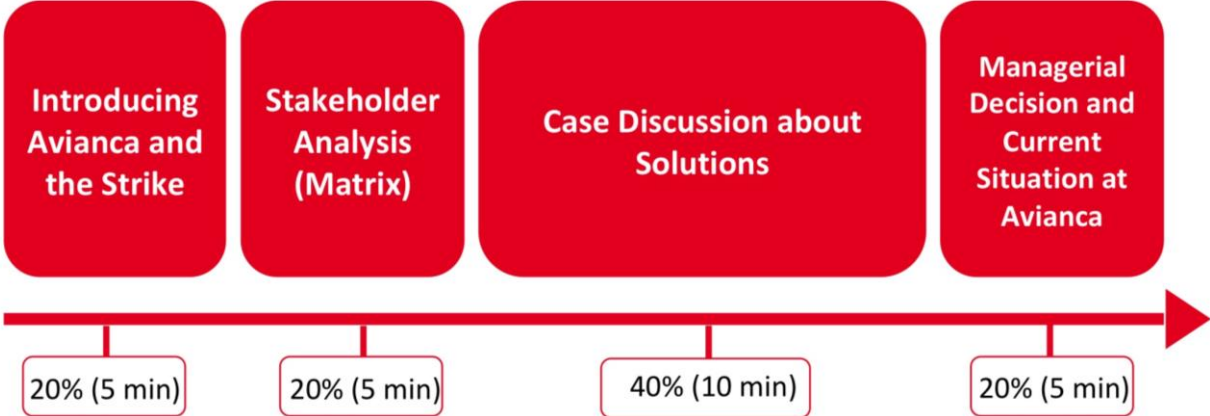 Introducing
Avianca and
the Strike
Stakeholder
Analysis
(Matrix)
Case Discussion about
Solutions
Managerial
Decision and
Current
Situation at
Avianca
20% (5 min)
20% (5 min)
40% (10 min)
20% (5 min)